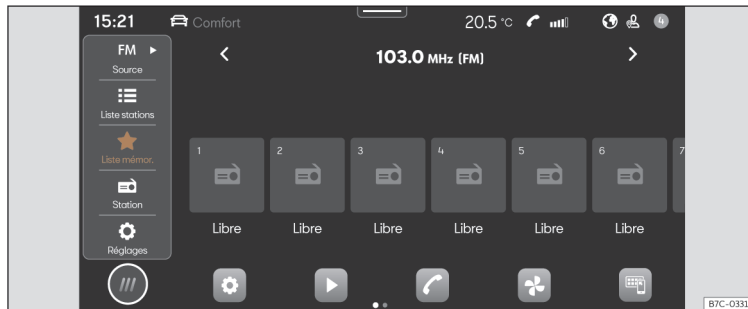 15:21 Comfort 20.5 °C 4
FM
Source
Liste stations
Liste mémor.
Station
Réglages
103.0 MHz (FM)
1 2 3 4 5 6 7
Libre Libre Libre Libre Libre Libre
B7C-0331